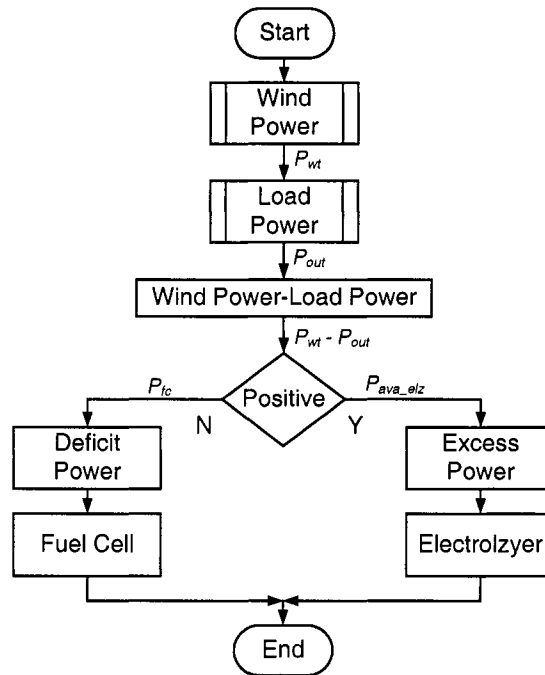 Start
Wind
Power
P_wt
Load
Power
P_out
Wind Power-Load Power
P_wt - P_out
P_fc
Positive
P_ava_elz
N
Y
Deficit
Power
Excess
Power
Fuel Cell
Electrolzyer
End